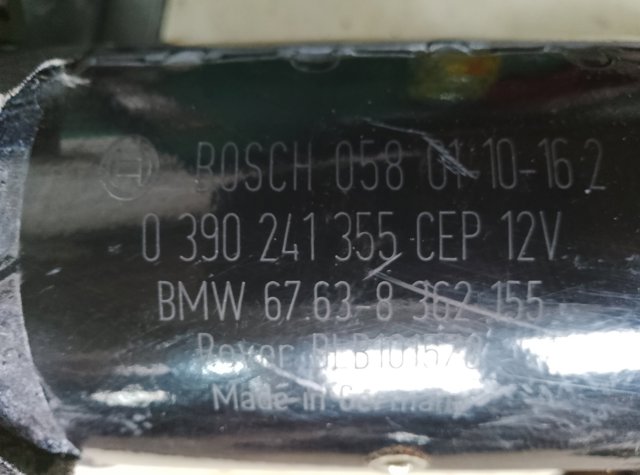 BOSCH 058 01 10-16 2
0 390 241 355 CEP 12V
BMW 67.63-8 362 155
Rover
Made-in Germany